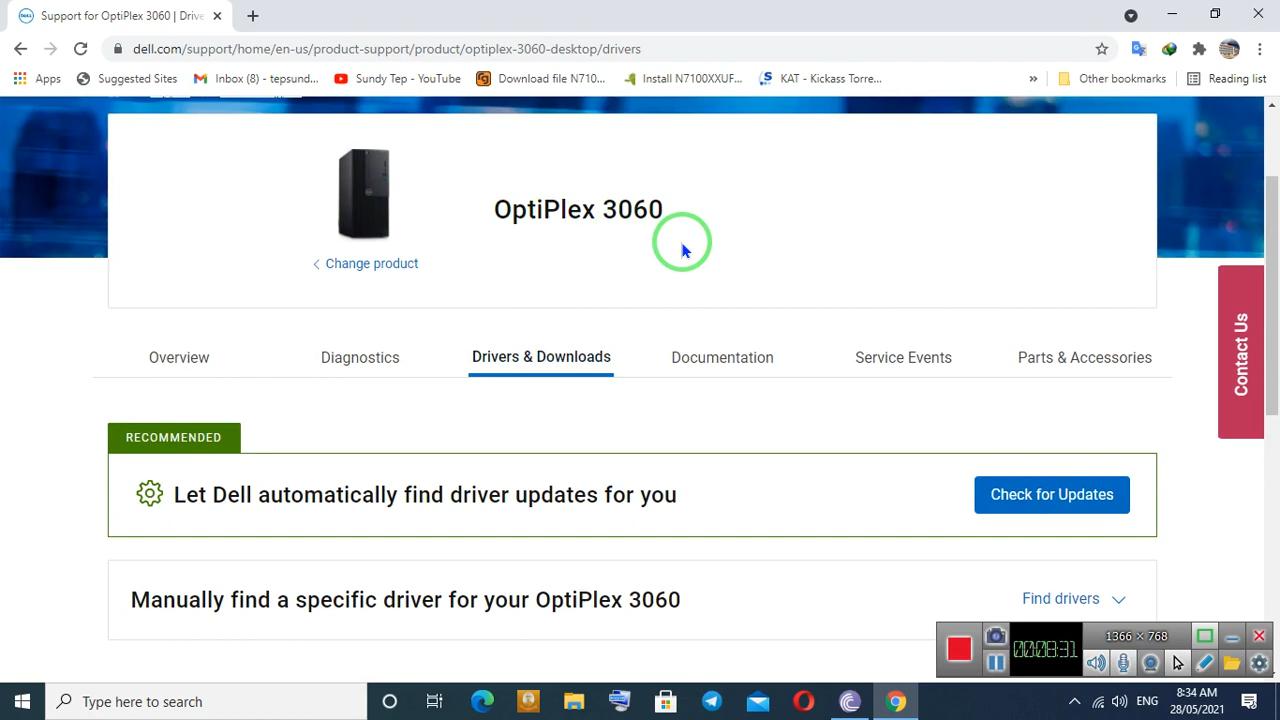 Support for OptiPlex 3060 | Drive
dell.com/support/home/en-us/product-support/product/optiplex-3060-desktop/drivers
Apps
Suggested Sites
Inbox (8) - tepsund...
Sundy Tep - YouTube
Download file N710...
Install N7100XXUF...
KAT - Kickass Torre...
»
Other bookmarks
Reading list
OptiPlex 3060
Change product
Overview
Diagnostics
Drivers & Downloads
Documentation
Service Events
Parts & Accessories
Contact Us
RECOMMENDED
Let Dell automatically find driver updates for you
Check for Updates
Manually find a specific driver for your OptiPlex 3060
Find drivers
000:8:31
1366 × 768
Type here to search
ENG
8:34 AM
28/05/2021